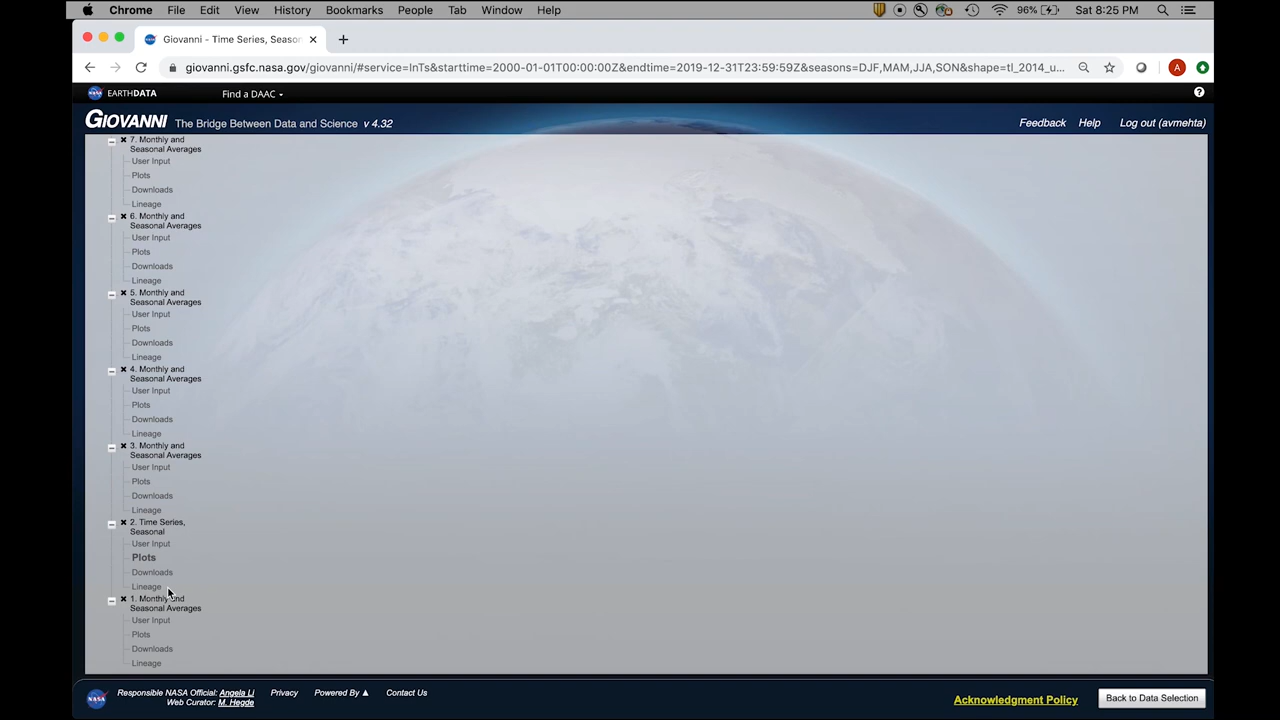 Chrome File Edit View History Bookmarks People Tab Window Help 96% Sat 8:25 PM
Giovanni - Time Series, Season
giovanni.gsfc.nasa.gov/giovanni/#service=InTs&starttime=2000-01-01T00:00:00Z&endtime=2019-12-31T23:59:59Z&seasons=DJF,MAM,JJA,SON&shape=tl_2014_u... A
EARTHDATA Find a DAAC
GIOVANNI The Bridge Between Data and Science v 4.32 Feedback Help Log out (avmehta)
7. Monthly and
Seasonal Averages
User Input
Plots
Downloads
Lineage
6. Monthly and
Seasonal Averages
User Input
Plots
Downloads
Lineage
5. Monthly and
Seasonal Averages
User Input
Plots
Downloads
Lineage
4. Monthly and
Seasonal Averages
User Input
Plots
Downloads
Lineage
3. Monthly and
Seasonal Averages
User Input
Plots
Downloads
Lineage
2. Time Series,
Seasonal
User Input
Plots
Downloads
Lineage
1. Monthly and
Seasonal Averages
User Input
Plots
Downloads
Lineage
Responsible NASA Official: Angela Li Privacy Powered By ▲ Contact Us
Web Curator: M. Hegde
Acknowledgment Policy Back to Data Selection